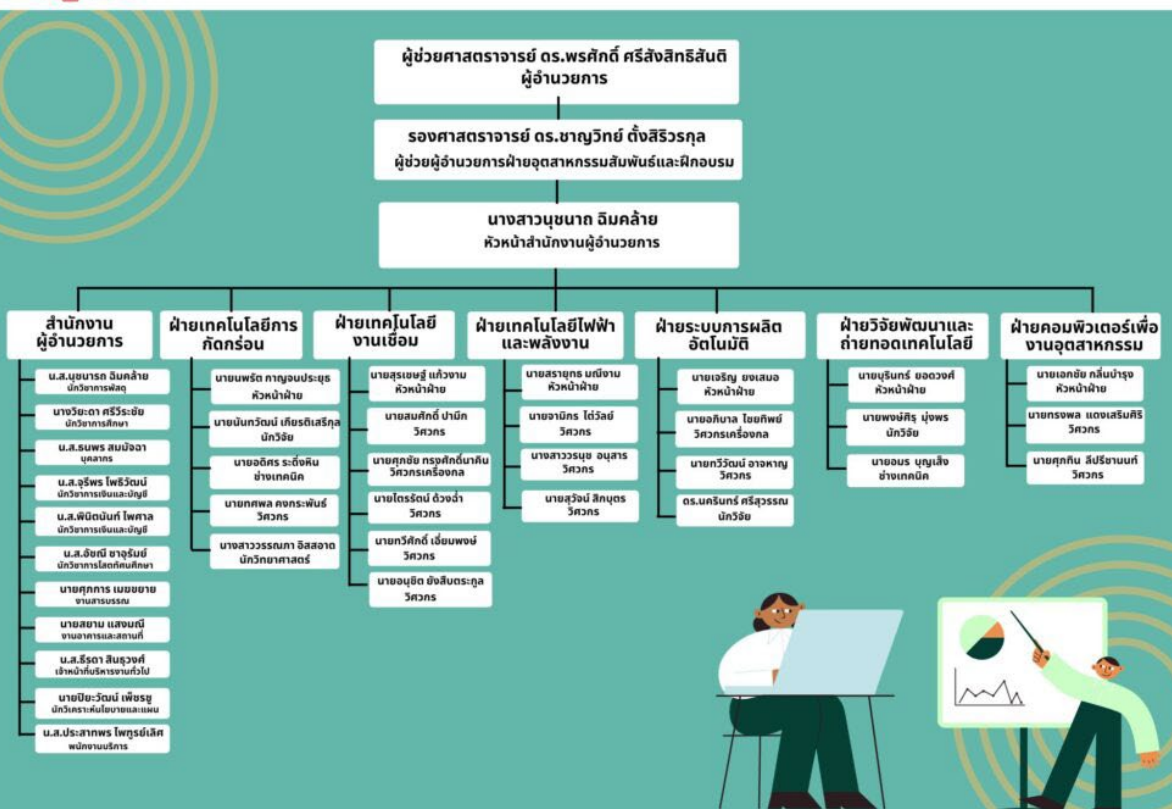 ผู้ช่วยศาสตราจารย์ ดร.พรศักดิ์ ศรีสังสิทธิสันติ
ผู้อำนวยการ
รองศาสตราจารย์ ดร.ชาญวิทย์ ตั้งสิริวรกุล
ผู้ช่วยผู้อำนวยการฝ่ายอุตสาหกรรมสัมพันธ์และฝึกอบรม
นางสาวนุชนาถ ฉิมคล้าย
หัวหน้าสำนักงานผู้อำนวยการ
สำนักงาน
ผู้อำนวยการ
น.ส.นุชนารถ ฉิมคล้าย
นักวิชาการพัสดุ
นางวิยะดา ศรีวีระชัย
นักวิชาการศึกษา
น.ส.ธนพร สมมัจฉา
บุคลากร
น.ส.จุรีพร โพธิวัฒน์
นักวิชาการเงินและบัญชี
น.ส.พินิตนันท์ ไพศาล
นักวิชาการเงินและบัญชี
น.ส.อัชณี ชาอุรัมย์
นักวิชาการโสตทัศนศึกษา
นายศุภการ เมฆขยาย
งานสารบรรณ
นายสยาม แสงมณี
งานอาคารและสถานที่
น.ส.ธีรดา สินธุวงศ์
เจ้าหน้าที่บริหารงานทั่วไป
นายปิยะวัฒน์ เพ็ชรชู
นักวิเคราะห์นโยบายและแผน
น.ส.ประสาทพร ไพฑูรย์เลิศ
พนักงานบริการ
ฝ่ายเทคโนโลยีการ
กัดกร่อน
นายนพรัต กาญจนประยุธ
หัวหน้าฝ่าย
นายนันทวัฒน์ เกียรติเสรีกุล
นักวิจัย
นายอดิศร ระดิ่งหิน
ช่างเทคนิค
นายทศพล คงกระพันธ์
วิศวกร
นางสาววรรณภา อิสสอาด
นักวิทยาศาสตร์
ฝ่ายเทคโนโลยี
งานเชื่อม
นายสุรเชษฐ์ แก้วงาม
หัวหน้าฝ่าย
นายสมศักดิ์ ปามึก
วิศวกร
นายศุภชัย ทรงศักดิ์นาคิน
วิศวกรเครื่องกล
นายไตรรัตน์ ด้วงฉ่ำ
วิศวกร
นายทวีศักดิ์ เอี่ยมพงษ์
วิศวกร
นายอนุชิต ยังสืบตระกูล
วิศวกร
ฝ่ายเทคโนโลยีไฟฟ้า
และพลังงาน
นายสรายุทธ มณีงาม
หัวหน้าฝ่าย
นายจามิกร ไต่วัลย์
วิศวกร
นางสาววรนุช อนุสาร
วิศวกร
นายสุวัจน์ สิกบุตร
วิศวกร
ฝ่ายระบบการผลิต
อัตโนมัติ
นายเจริญ ยงเสมอ
หัวหน้าฝ่าย
นายอภิบาล ไชยทิพย์
วิศวกรเครื่องกล
นายทวีวัฒน์ อาจหาญ
วิศวกร
ดร.นครินทร์ ศรีสุวรรณ
นักวิจัย
ฝ่ายวิจัยพัฒนาและ
ถ่ายทอดเทคโนโลยี
นายบุรินทร์ ยอดวงศ์
หัวหน้าฝ่าย
นายพงษ์ศิรุ มุ่งพร
นักวิจัย
นายอมร บุญเส็ง
ช่างเทคนิค
ฝ่ายคอมพิวเตอร์เพื่อ
งานอุตสาหกรรม
นายเอกชัย กลิ่นบำรุง
หัวหน้าฝ่าย
นายทรงพล แดงเสริมศิริ
วิศวกร
นายศุภทิน ลีปรีชานนท์
วิศวกร